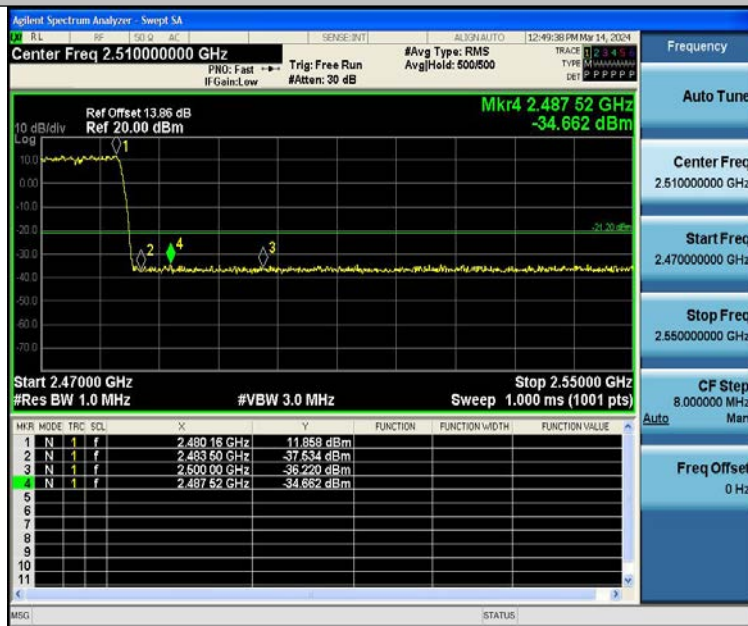 Agilent Spectrum Analyzer - Swept SA
RL RF 50 Ω AC SENSE:INT ALIGN AUTO 12:49:38 PM Mar 14, 2024
Center Freq 2.510000000 GHz
PNO: Fast
IFGain:Low
Trig: Free Run
#Atten: 30 dB
#Avg Type: RMS
Avg|Hold: 500/500
TRACE 1 2 3 4 5 6
TYPE M
DET P P P P P P
Ref Offset 13.86 dB
10 dB/div Ref 20.00 dBm
Log
Mkr4 2.487 52 GHz
-34.662 dBm
10.0
0.00
-10.0
-20.0
-30.0
-40.0
-50.0
-60.0
-70.0
1
2
4
3
-21.20 dBm
Start 2.47000 GHz Stop 2.55000 GHz
#Res BW 1.0 MHz #VBW 3.0 MHz Sweep 1.000 ms (1001 pts)
MKR MODE TRC SCL X Y FUNCTION FUNCTION WIDTH FUNCTION VALUE
1 N 1 f 2.480 16 GHz 11.858 dBm
2 N 1 f 2.483 50 GHz -37.534 dBm
3 N 1 f 2.500 00 GHz -36.220 dBm
4 N 1 f 2.487 52 GHz -34.662 dBm
5
6
7
8
9
10
11
MSG STATUS
Frequency
Auto Tune
Center Freq
2.510000000 GHz
Start Freq
2.470000000 GHz
Stop Freq
2.550000000 GHz
CF Step
8.000000 MHz
Auto Man
Freq Offset
0 Hz